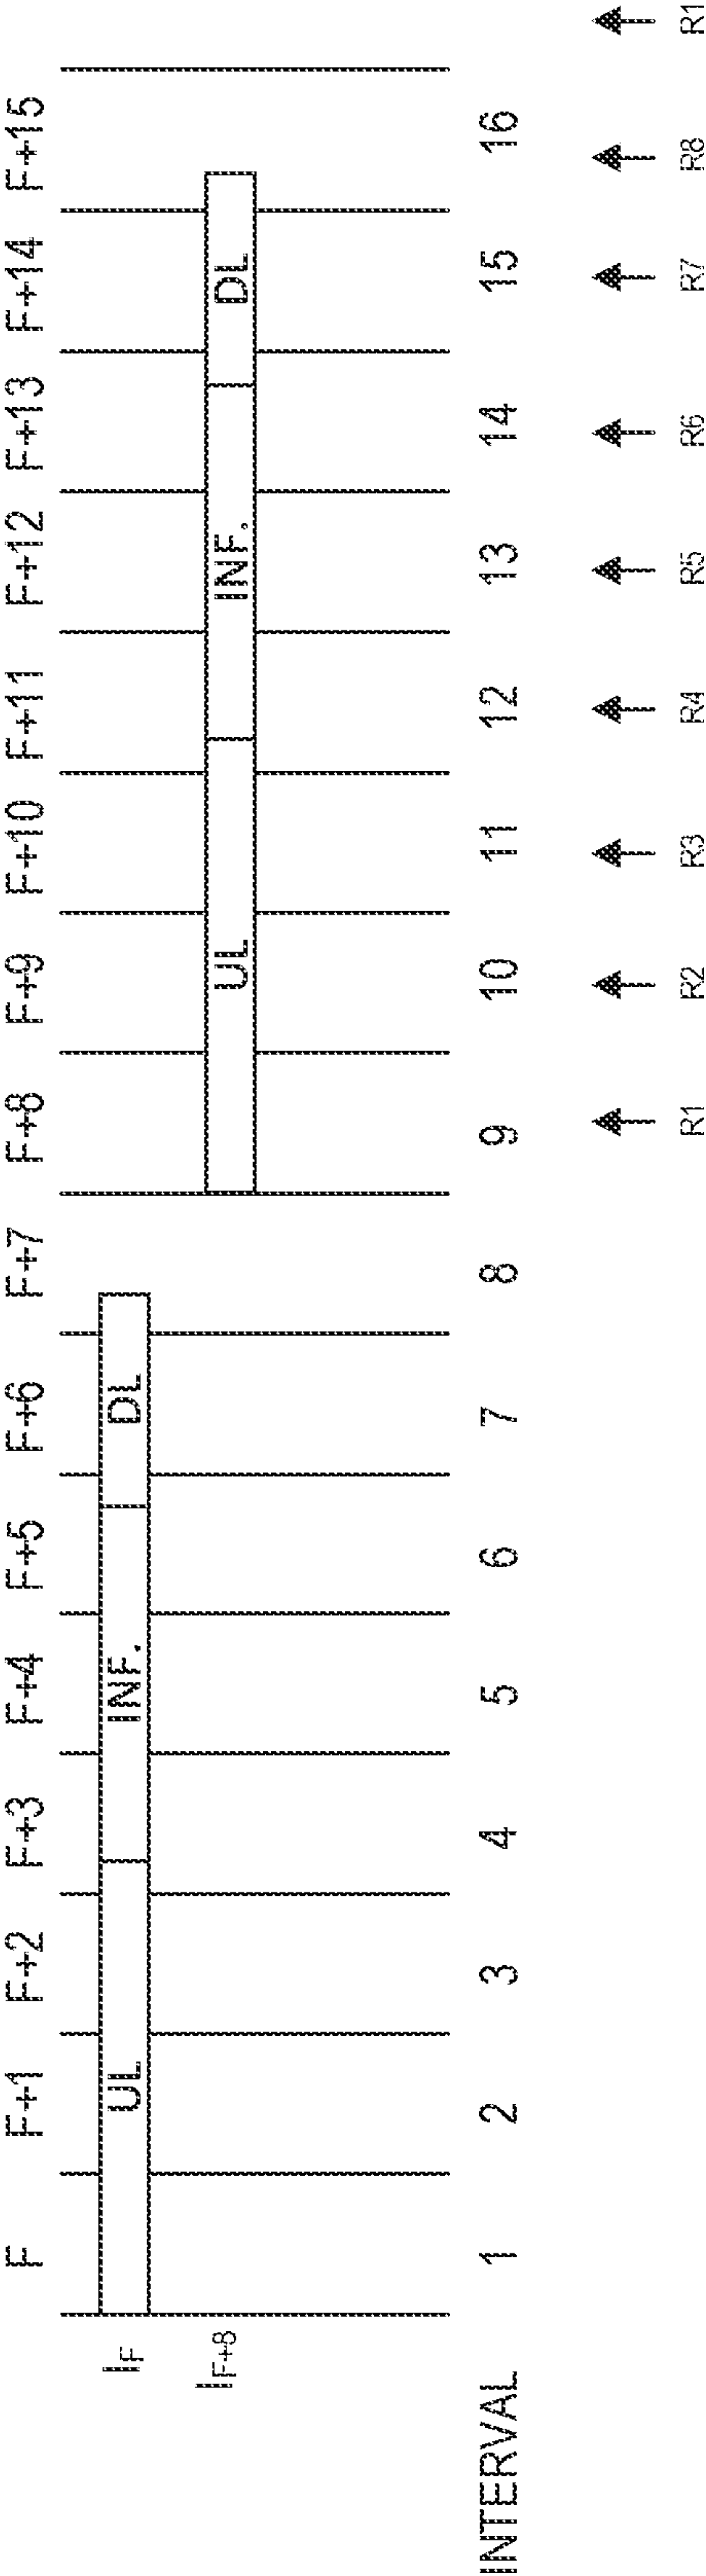 F F+1 F+2 F+3 F+4 F+5 F+6 F+7 F+8 F+9 F+10 F+11 F+12 F+13 F+14 F+15
IF UL INF. DL
IF+8 UL INF. DL
INTERVAL 1 2 3 4 5 6 7 8 9 10 11 12 13 14 15 16
R1 R2 R3 R4 R5 R6 R7 R8 R1